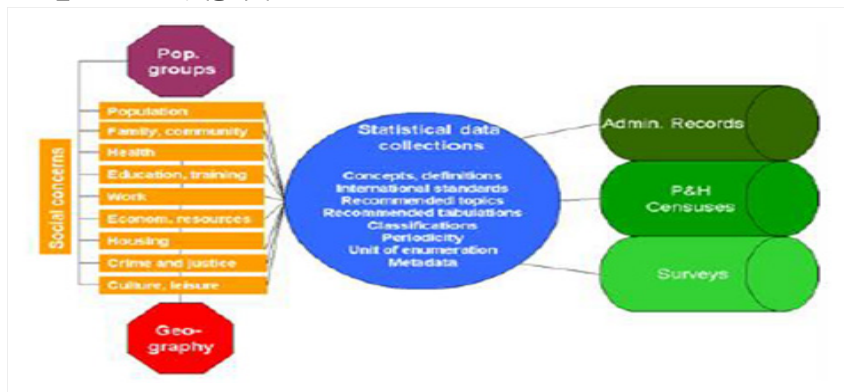 Pop.
groups
Social concerns
Population
Family, community
Health
Education, training
Work
Econom. resources
Housing
Crime and justice
Culture, leisure
Geo-
graphy
Statistical data
collections
Concepts, definitions
International standards
Recommended topics
Recommended tabulations
Classifications
Periodicity
Unit of enumeration
Metadata
Admin. Records
P&H
Censuses
Surveys